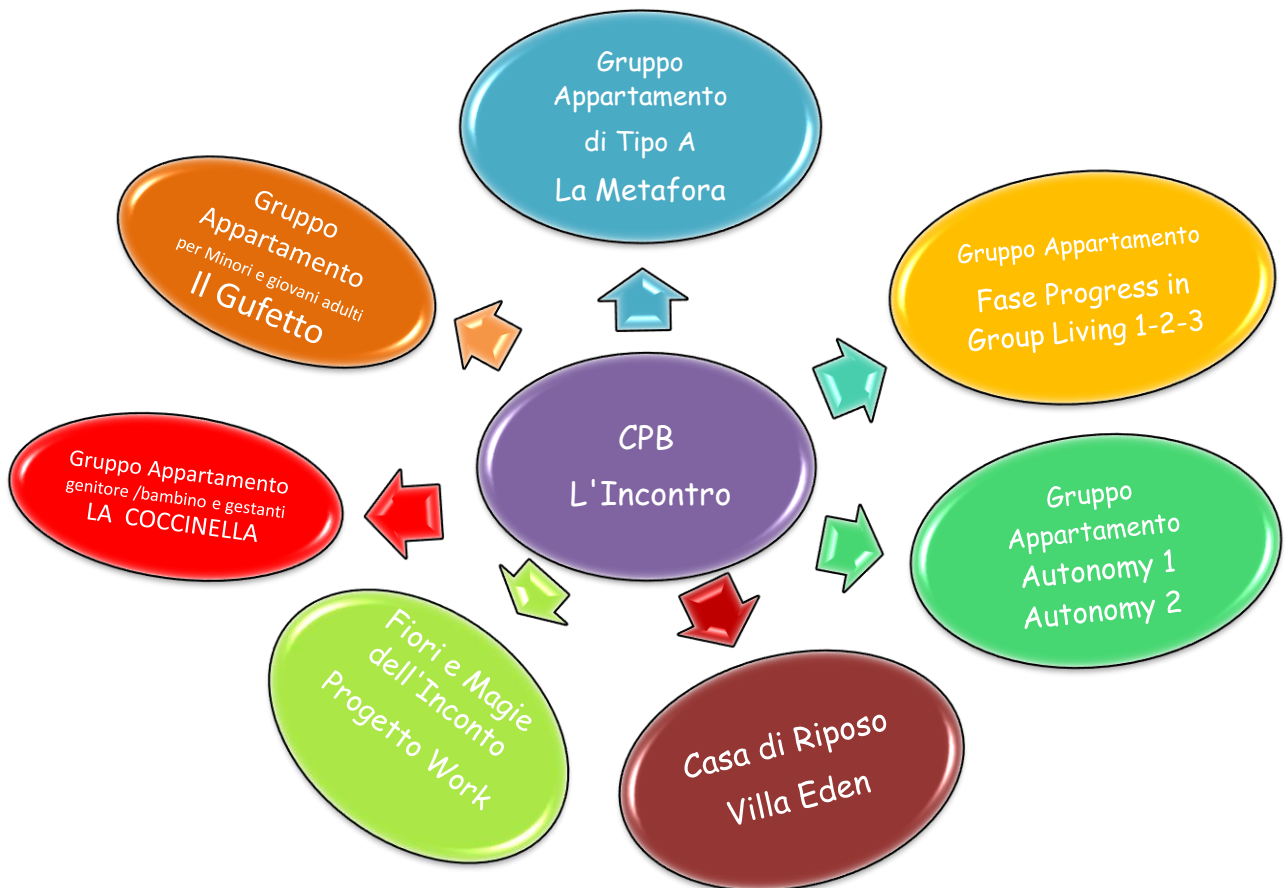 Gruppo
Appartamento
di Tipo A
La Metafora
Gruppo
Appartamento
per Minori e giovani adulti
Il Gufetto
Gruppo Appartamento
Fase Progress in
Group Living 1-2-3
CPB
L'Incontro
Gruppo Appartamento
genitore /bambino e gestanti
LA COCCINELLA
Gruppo
Appartamento
Autonomy 1
Autonomy 2
Fiori e Magie
dell'Inconto
Progetto Work
Casa di Riposo
Villa Eden